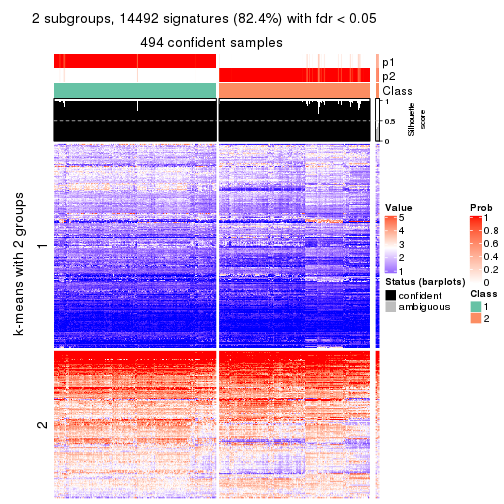 2 subgroups, 14492 signatures (82.4%) with fdr < 0.05
494 confident samples
p1
p2
Class
1
0.5
0
Silhouette
score
k-means with 2 groups
1
2
Value
5
4
3
2
1
Status (barplots)
confident
ambiguous
Prob
1
0.8
0.6
0.4
0.2
0
Class
1
2